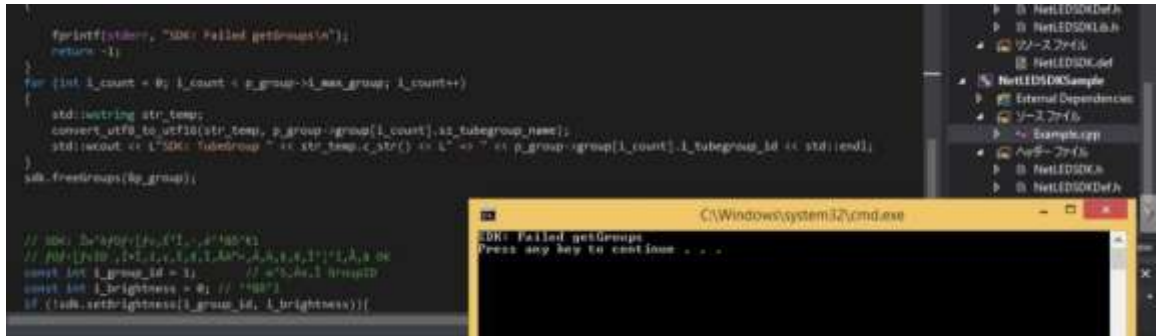 {
fprintf(stderr, "SDK: Failed getGroups\n");
return -1;
}
for (int i_count = 0; i_count < p_group->i_max_group; i_count++)
{
std::wstring str_temp;
convert_utf8_to_utf16(str_temp, p_group->group[i_count].sz_tubegroup_name);
std::wcout << L"SDK: TubeGroup " << str_temp.c_str() << L" => " << p_group->group[i_count].i_tubegroup_id << std::endl;
}
sdk.freeGroups(&p_group);
// SDK:
//
const int i_group_id = 1; // GroupID
const int i_brightness = 0; //
if (!sdk.setBrightness(i_group_id, i_brightness)){
NetLEDSDKDef.h
NetLEDSDKLib.h
リソース ファイル
NetLEDSDK.def
NetLEDSDKSample
External Dependencies
ソース ファイル
Example.cpp
ヘッダー ファイル
NetLEDSDK.h
NetLEDSDKDef.h
C:\Windows\system32\cmd.exe
SDK: Failed getGroups
Press any key to continue . . .